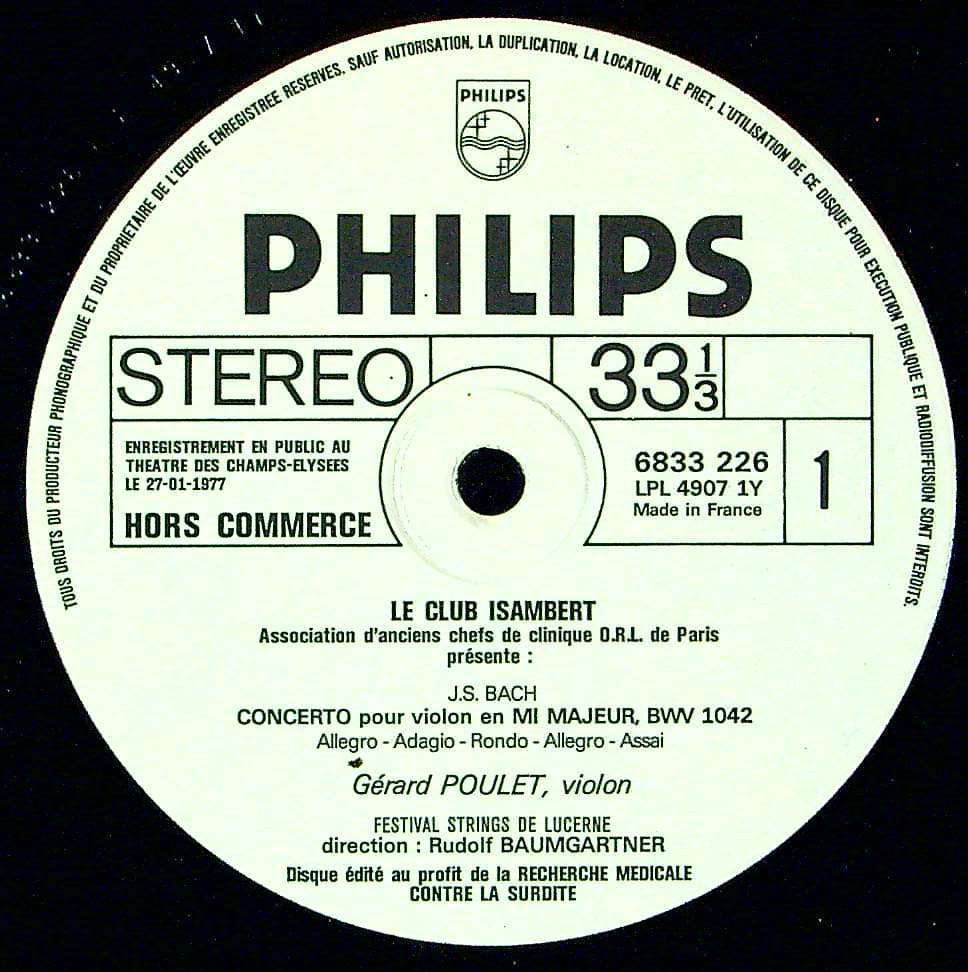 TOUS DROITS DU PRODUCTEUR PHONOGRAPHIQUE ET DU PROPRIETAIRE DE L'ŒUVRE ENREGISTREE RESERVES. SAUF AUTORISATION, LA DUPLICATION, LA LOCATION, LE PRET, L'UTILISATION DE CE DISQUE POUR EXECUTION PUBLIQUE ET RADIODIFFUSION SONT INTERDITS.
PHILIPS
PHILIPS
STEREO
33 1/3
ENREGISTREMENT EN PUBLIC AU
THEATRE DES CHAMPS-ELYSEES
LE 27-01-1977
HORS COMMERCE
6833 226
LPL 4907 1Y
Made in France
1
LE CLUB ISAMBERT
Association d'anciens chefs de clinique O.R.L. de Paris
présente :
J.S. BACH
CONCERTO pour violon en MI MAJEUR, BWV 1042
Allegro - Adagio - Rondo - Allegro - Assai
Gérard POULET, violon
FESTIVAL STRINGS DE LUCERNE
direction : Rudolf BAUMGARTNER
Disque édité au profit de la RECHERCHE MEDICALE
CONTRE LA SURDITE